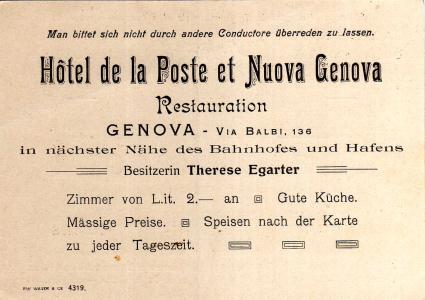 Man bittet sich nicht durch andere Conductore überreden zu lassen.
Hôtel de la Poste et Nuova Genova
Restauration
GENOVA - VIA BALBI, 136
in nächster Nähe des Bahnhofes und Hafens
Besitzerin Therese Egarter
Zimmer von L.it. 2.— an Gute Küche.
Mässige Preise. Speisen nach der Karte
zu jeder Tageszeit.
& CE 4319.